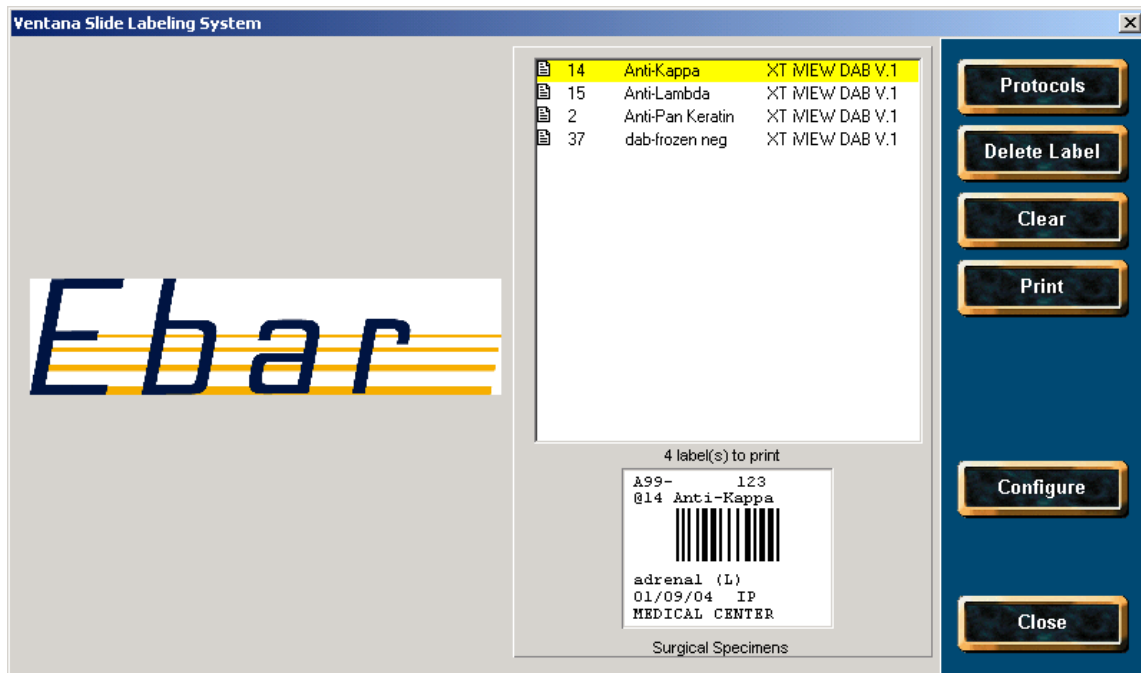 Ventana Slide Labeling System
Ebar
14 Anti-Kappa XT iVIEW DAB V.1
15 Anti-Lambda XT iVIEW DAB V.1
2 Anti-Pan Keratin XT iVIEW DAB V.1
37 dab-frozen neg XT iVIEW DAB V.1
4 label(s) to print
A99- 123
@14 Anti-Kappa
adrenal (L)
01/09/04 IP
MEDICAL CENTER
Surgical Specimens
Protocols
Delete Label
Clear
Print
Configure
Close